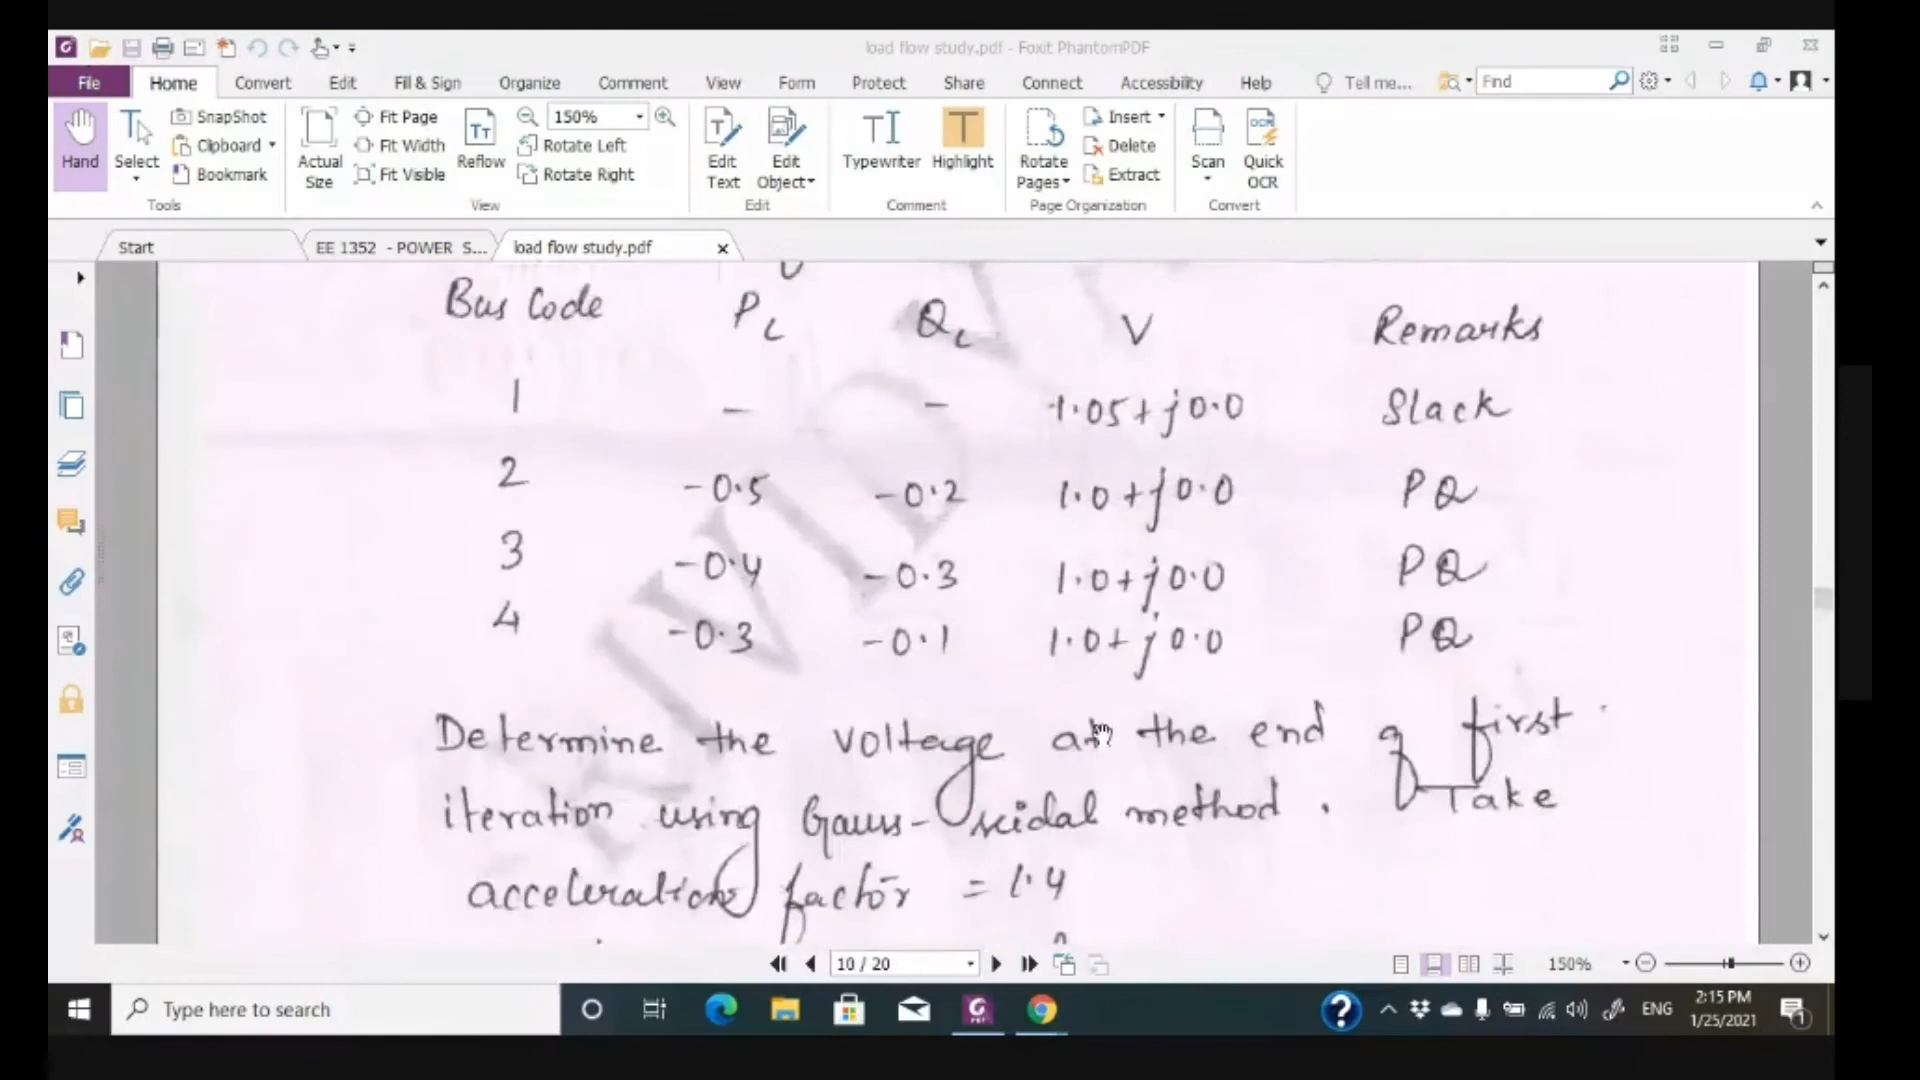 load flow study.pdf - Foxit PhantomPDF
File Home Convert Edit Fill & Sign Organize Comment View Form Protect Share Connect Accessibility Help Tell me... Find
Hand Select SnapShot Clipboard Bookmark Actual Size Fit Page Fit Width Fit Visible Reflow 150% Rotate Left Rotate Right Edit Text Edit Object Typewriter Highlight Rotate Pages Insert Delete Extract Scan Quick OCR
Tools View Edit Comment Page Organization Convert
Start EE 1352 - POWER S... load flow study.pdf
Bus Code P_L Q_L V Remarks
1 - - 1.05+j0.0 Slack
2 -0.5 -0.2 1.0+j0.0 PQ
3 -0.4 -0.3 1.0+j0.0 PQ
4 -0.3 -0.1 1.0+j0.0 PQ
Determine the voltage at the end of first
iteration using Gauss-seidal method. Take
acceleration factor = 1.4
10 / 20 150%
Type here to search ENG 2:15 PM
1/25/2021